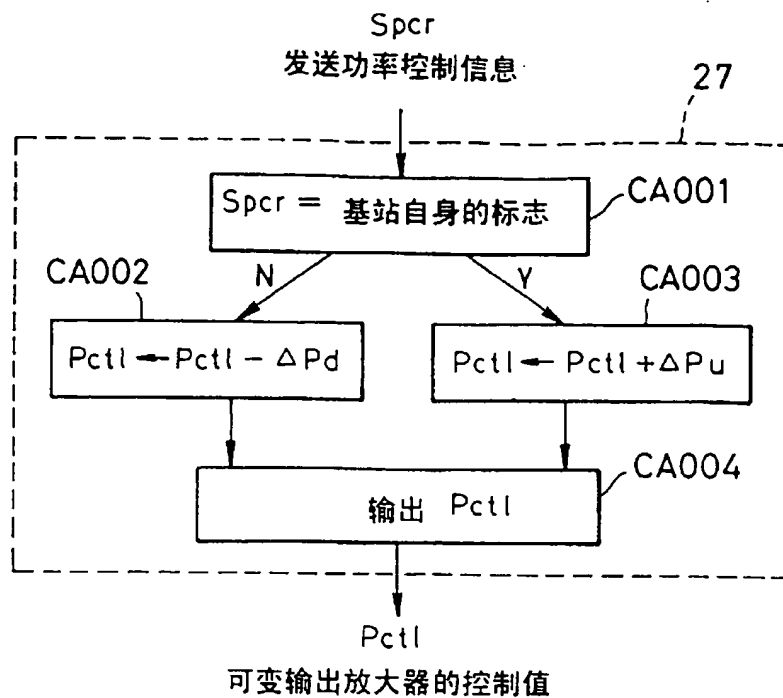 Spcr
发送功率控制信息
27
Spcr = 基站自身的标志
CA001
N
Y
CA002
CA003
Pctl ← Pctl - ΔPd
Pctl ← Pctl + ΔPu
CA004
输出 Pctl
Pctl
可变输出放大器的控制值